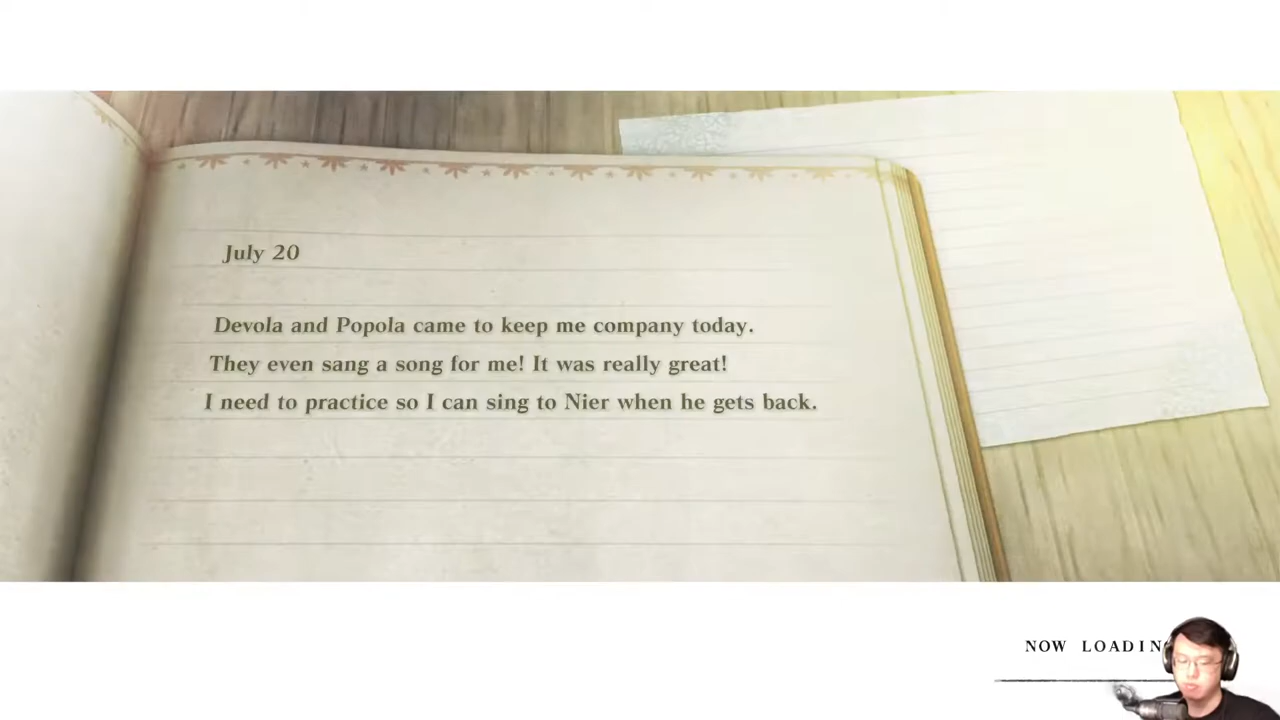 July 20
Devola and Popola came to keep me company today.
They even sang a song for me! It was really great!
I need to practice so I can sing to Nier when he gets back.
NOW LOADIN